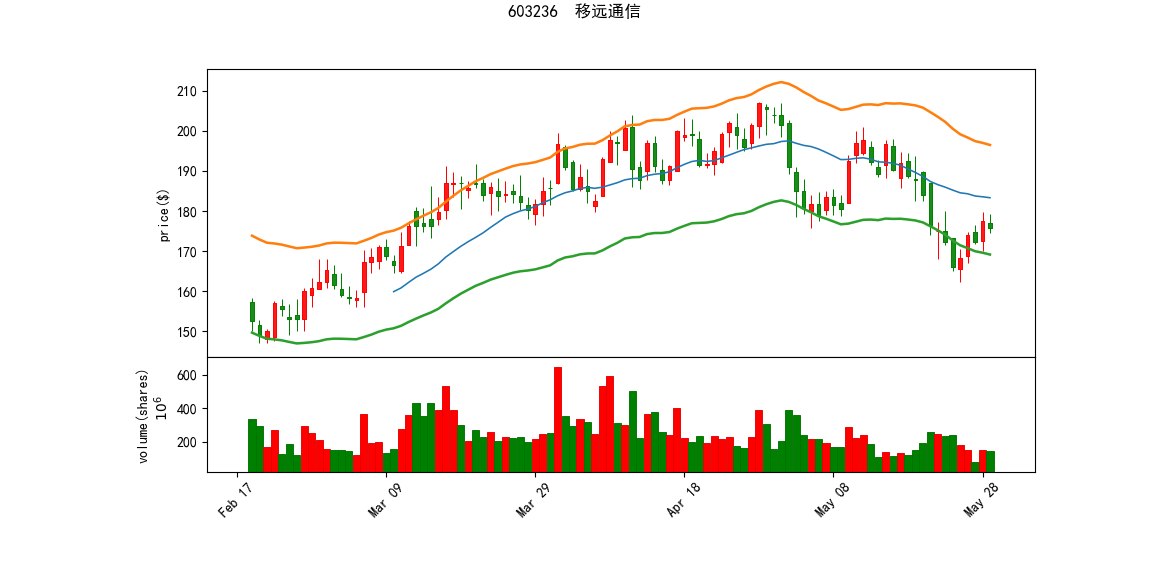 603236  移远通信
price($)
210
200
190
180
170
160
150
volume(shares)
10^6
600
400
200
Feb 17
Mar 09
Mar 29
Apr 18
May 08
May 28